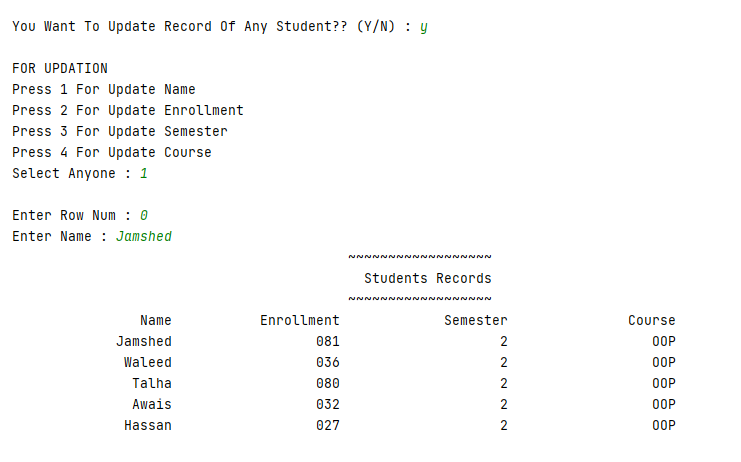 You Want To Update Record Of Any Student?? (Y/N) : y
FOR UPDATION
Press 1 For Update Name
Press 2 For Update Enrollment
Press 3 For Update Semester
Press 4 For Update Course
Select Anyone : 1
Enter Row Num : 0
Enter Name : Jamshed
~~~~~~~~~~~~~~~~~~
Students Records
~~~~~~~~~~~~~~~~~~
Name Enrollment Semester Course
Jamshed 081 2 OOP
Waleed 036 2 OOP
Talha 080 2 OOP
Awais 032 2 OOP
Hassan 027 2 OOP